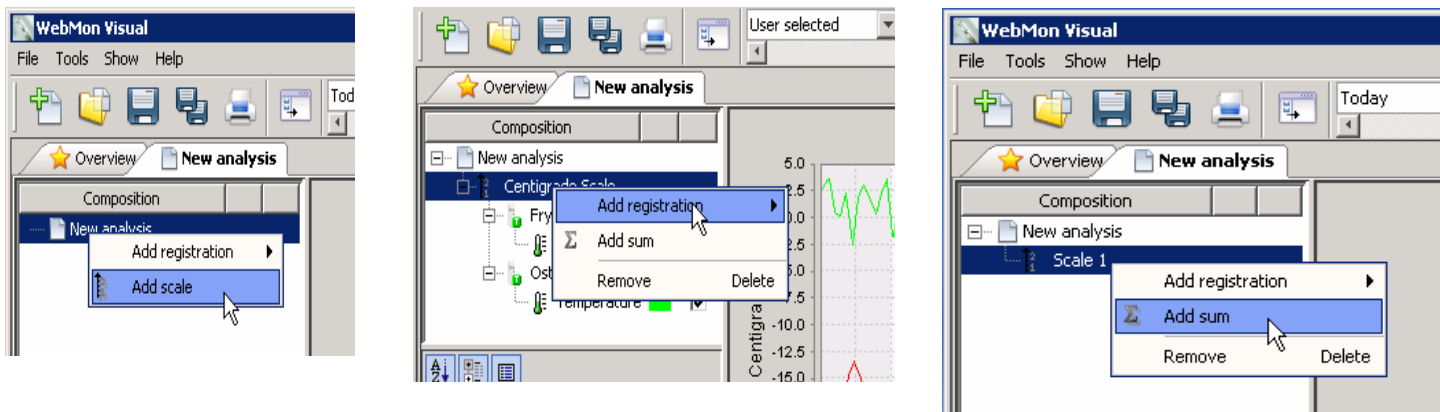 WebMon Visual
File Tools Show Help
Tod
Overview New analysis
Composition
New analysis
Add registration
Add scale
User selected
Overview New analysis
Composition
New analysis
Centigrade Scale
Add registration
Fry
Add sum
Ost
Remove Delete
Temperature
5.0
2.5
0.0
2.5
5.0
7.5
-10.0
-12.5
-15.0
Centigra
WebMon Visual
File Tools Show Help
Today
Overview New analysis
Composition
New analysis
Scale 1
Add registration
Add sum
Remove Delete